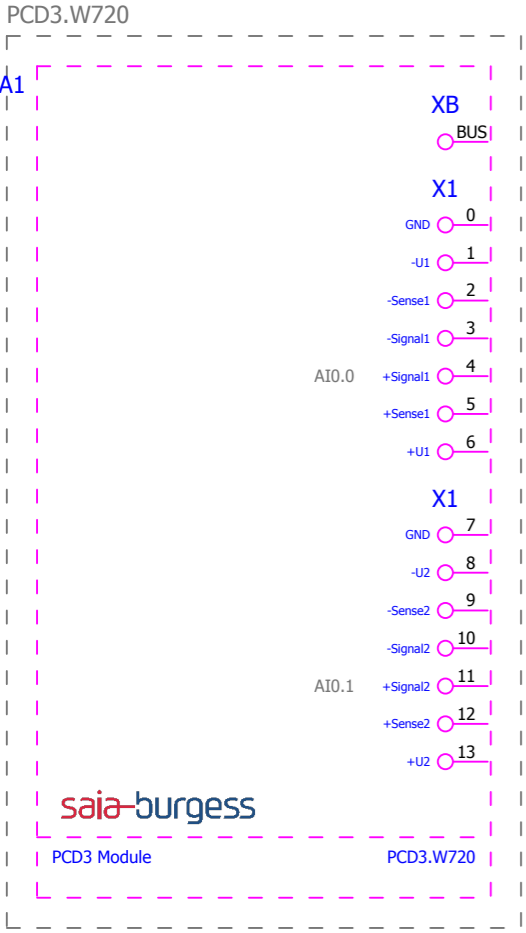 PCD3.W720
A1
XB
BUS
X1
GND 0
-U1 1
-Sense1 2
-Signal1 3
AI0.0 +Signal1 4
+Sense1 5
+U1 6
X1
GND 7
-U2 8
-Sense2 9
-Signal2 10
AI0.1 +Signal2 11
+Sense2 12
+U2 13
saia-burgess
PCD3 Module PCD3.W720